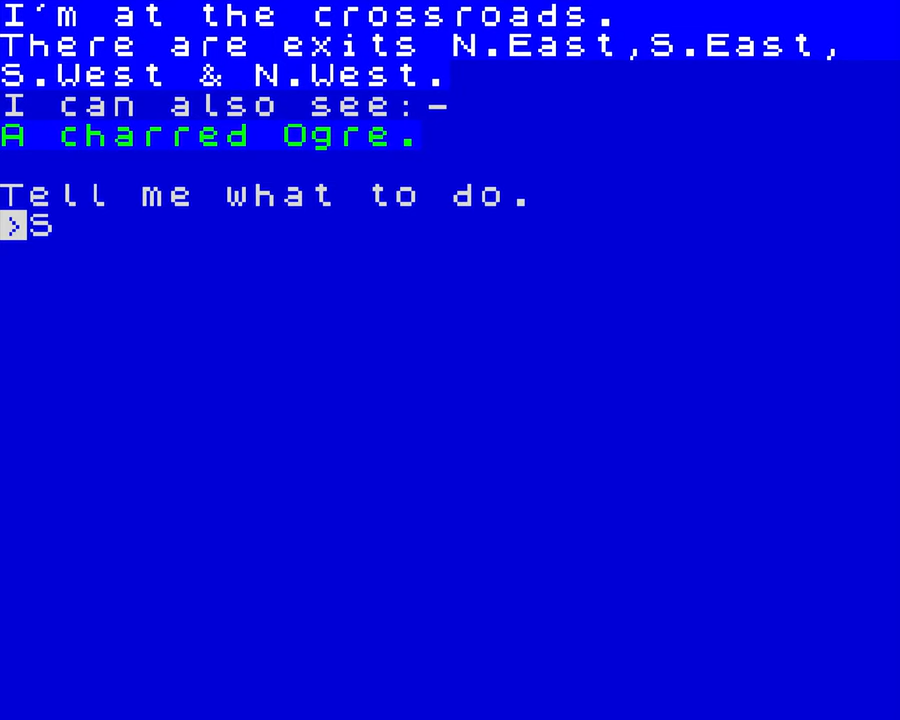 I'm at the crossroads.
There are exits N.East,S.East,
S.West & N.West.
I can also see:-
A charred Ogre.
Tell me what to do.
>S